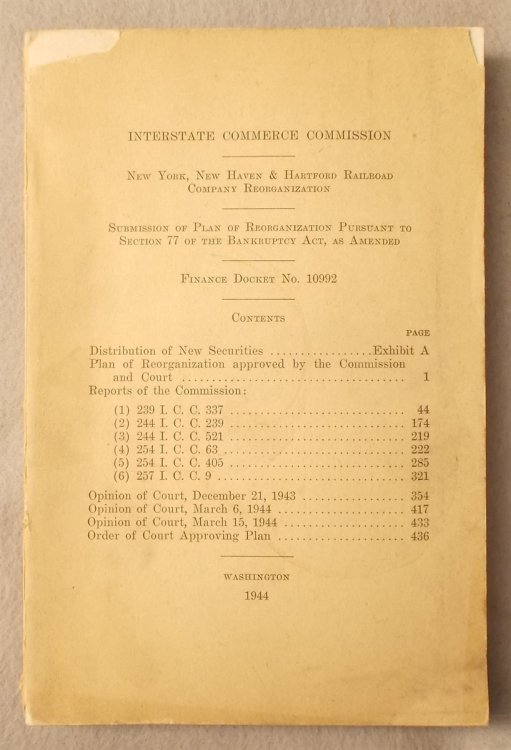 INTERSTATE COMMERCE COMMISSION
New York, New Haven & Hartford Railroad
Company Reorganization
Submission of Plan of Reorganization Pursuant to
Section 77 of the Bankruptcy Act, as Amended
Finance Docket No. 10992
Contents
PAGE
Distribution of New Securities ................Exhibit A
Plan of Reorganization approved by the Commission
and Court .................................... 1
Reports of the Commission:
(1) 239 I. C. C. 337 ............................ 44
(2) 244 I. C. C. 239 ............................ 174
(3) 244 I. C. C. 521 ............................ 219
(4) 254 I. C. C. 63 ............................. 222
(5) 254 I. C. C. 405 ............................ 285
(6) 257 I. C. C. 9 .............................. 321
Opinion of Court, December 21, 1943 ................ 354
Opinion of Court, March 6, 1944 .................... 417
Opinion of Court, March 15, 1944 ................... 433
Order of Court Approving Plan ..................... 436
WASHINGTON
1944